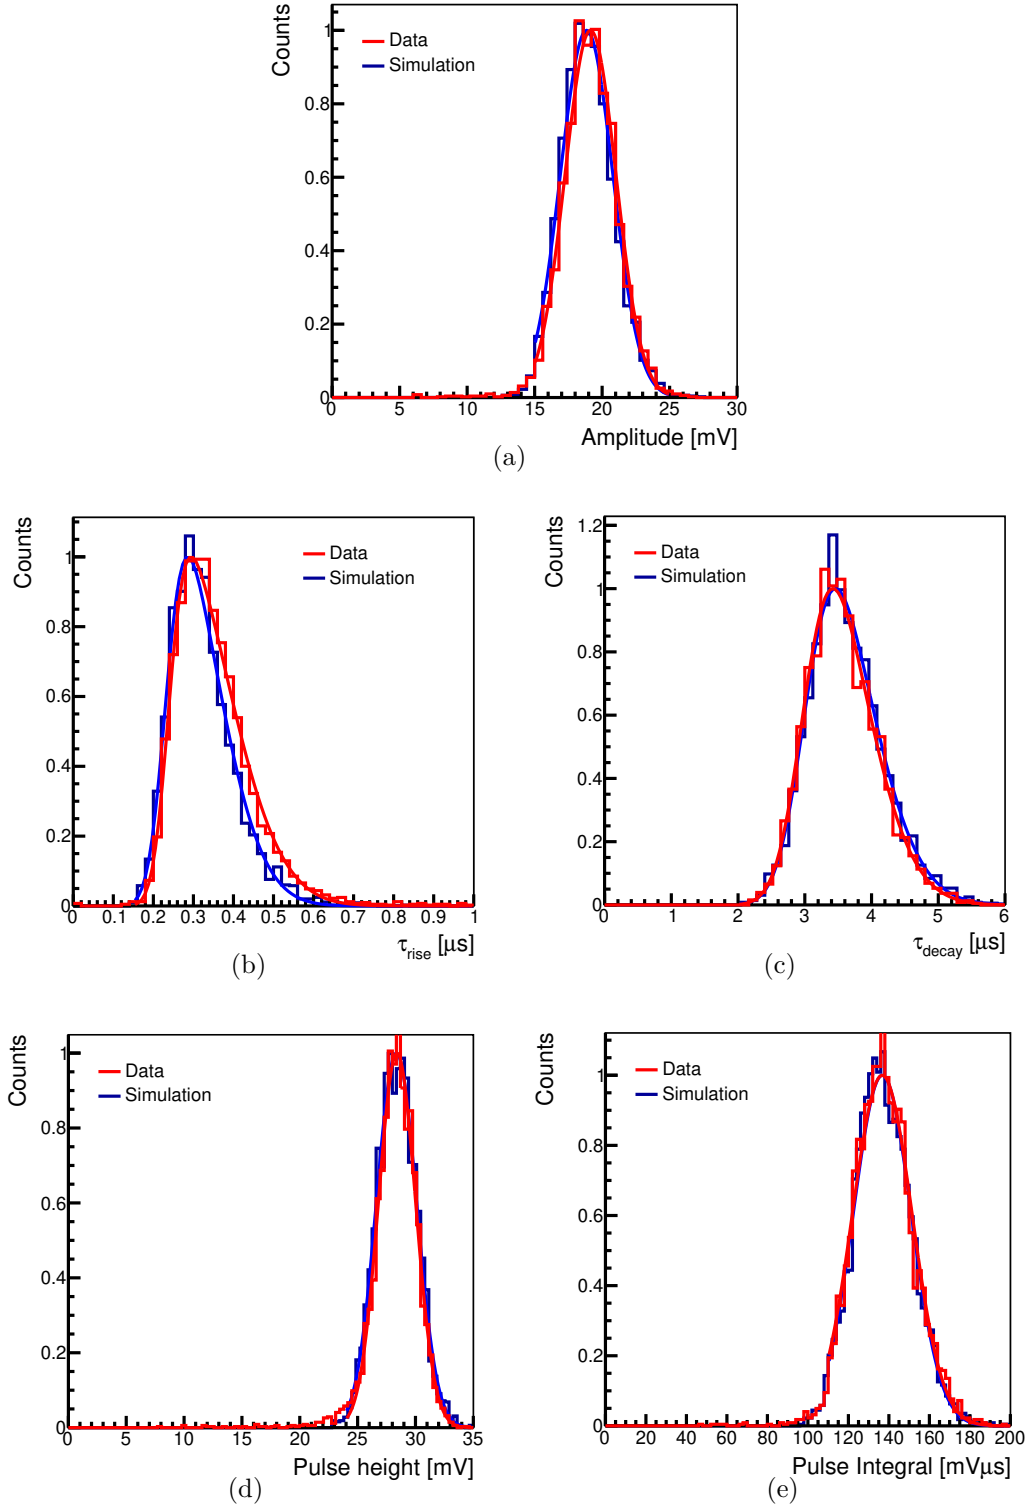 Counts
1
0.8
0.6
0.4
0.2
0
Data
Simulation
0 5 10 15 20 25 30
Amplitude [mV]
(a)
Counts
1
0.8
0.6
0.4
0.2
0
Data
Simulation
0 0.1 0.2 0.3 0.4 0.5 0.6 0.7 0.8 0.9 1
τrise [μs]
(b)
Counts
1.2
1
0.8
0.6
0.4
0.2
0
Data
Simulation
0 1 2 3 4 5 6
τdecay [μs]
(c)
Counts
1
0.8
0.6
0.4
0.2
0
Data
Simulation
0 5 10 15 20 25 30 35
Pulse height [mV]
(d)
Counts
1
0.8
0.6
0.4
0.2
0
Data
Simulation
0 20 40 60 80 100 120 140 160 180 200
Pulse Integral [mVμs]
(e)